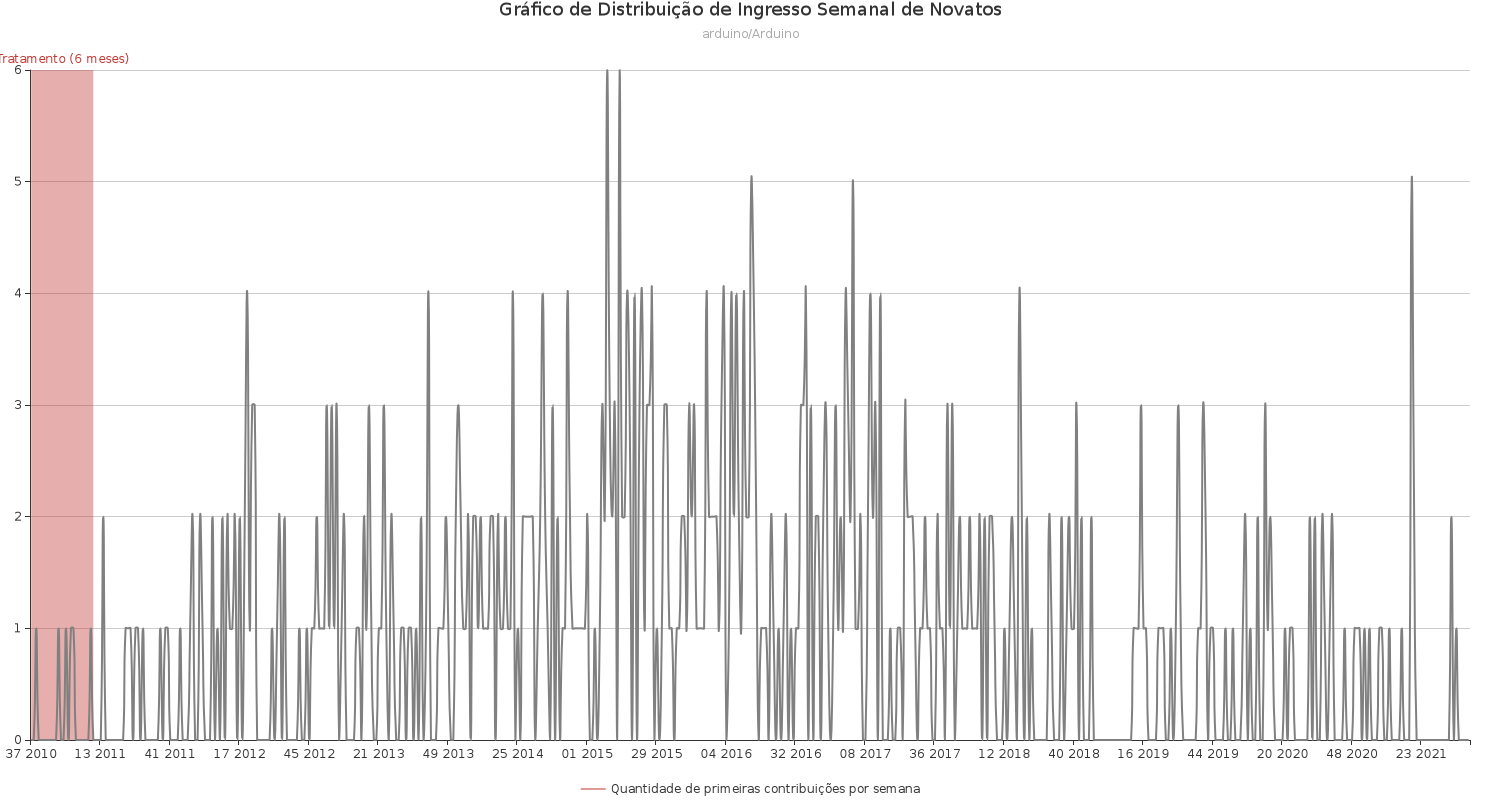 Gráfico de Distribuição de Ingresso Semanal de Novatos
arduino/Arduino
Tratamento (6 meses)
6
5
4
3
2
1
0
37 2010 13 2011 41 2011 17 2012 45 2012 21 2013 49 2013 25 2014 01 2015 29 2015 04 2016 32 2016 08 2017 36 2017 12 2018 40 2018 16 2019 44 2019 20 2020 48 2020 23 2021
Quantidade de primeiras contribuições por semana